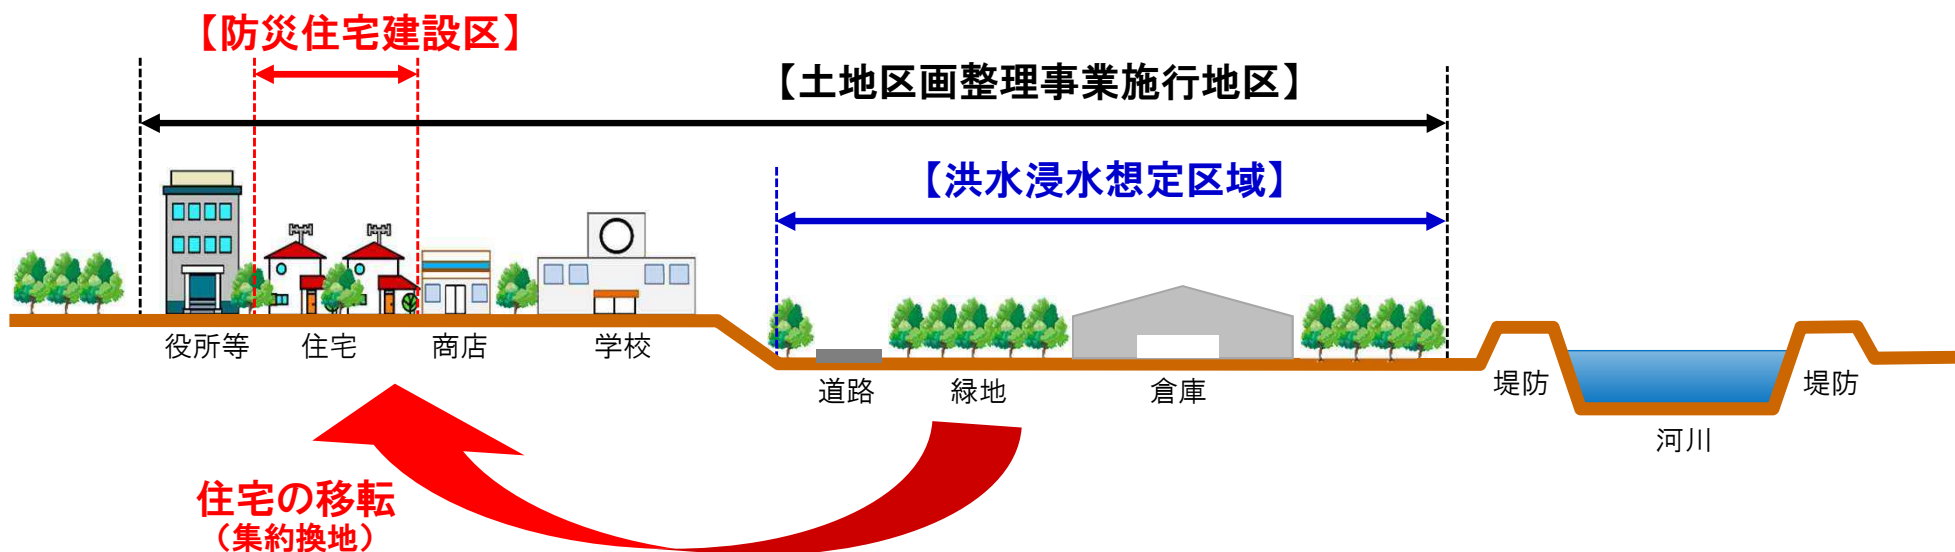 【防災住宅建設区】
【土地区画整理事業施行地区】
【洪水浸水想定区域】
役所等
住宅
商店
学校
道路
緑地
倉庫
堤防
堤防
河川
住宅の移転
（集約換地）